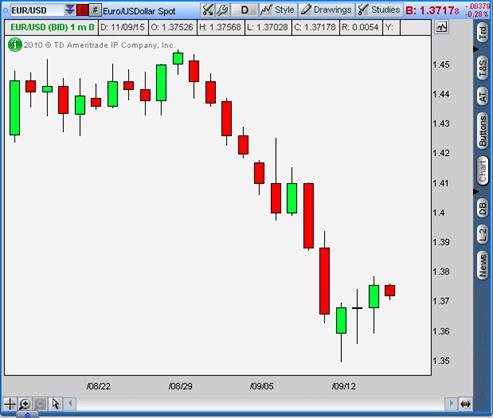 EUR/USD 1 # Euro/USDollar Spot D Style Drawings Studies B: 1.37178 -.00379 -0.28%
EUR/USD (BID) 1 m D D: 11/09/15 O: 1.37526 H: 1.37568 L: 1.37028 C: 1.37178 R: 0.0054 Y:
2010 © TD Ameritrade IP Company, Inc.
1.45
1.44
1.43
1.42
1.41
1.4
1.39
1.38
1.37
1.36
1.35
/08/22 /08/29 /09/05 /09/12
Trd
T&S
AT
Buttons
Chart
DB
L 2
News